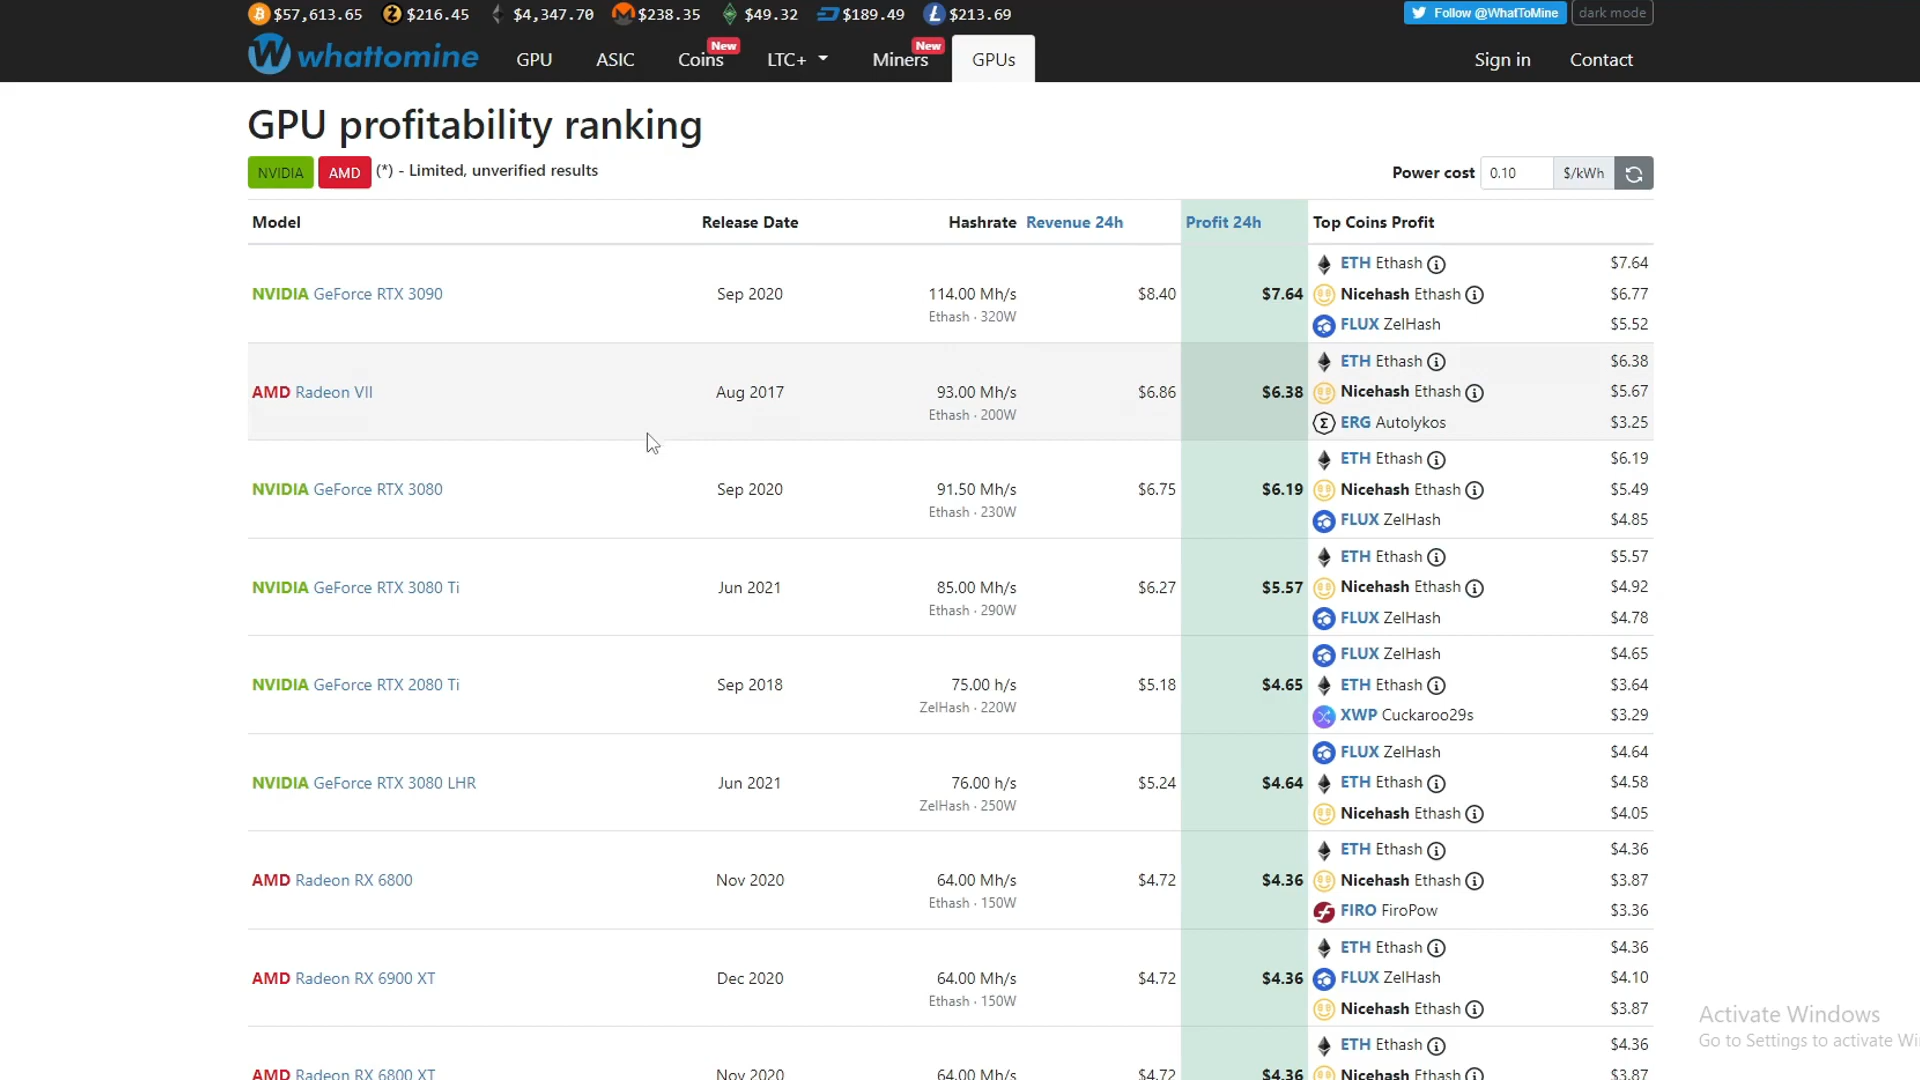 $57,613.65 $216.45 $4,347.70 $238.35 $49.32 $189.49 $213.69 Follow @WhatToMine dark mode
whattomine GPU ASIC Coins New LTC+ Miners New GPUs Sign in Contact
GPU profitability ranking
NVIDIA AMD (*) - Limited, unverified results Power cost 0.10 $/kWh
Model Release Date Hashrate Revenue 24h Profit 24h Top Coins Profit
ETH Ethash $7.64
NVIDIA GeForce RTX 3090 Sep 2020 114.00 Mh/s $8.40 $7.64 Nicehash Ethash $6.77
Ethash · 320W FLUX ZelHash $5.52
ETH Ethash $6.38
AMD Radeon VII Aug 2017 93.00 Mh/s $6.86 $6.38 Nicehash Ethash $5.67
Ethash · 200W ERG Autolykos $3.25
ETH Ethash $6.19
NVIDIA GeForce RTX 3080 Sep 2020 91.50 Mh/s $6.75 $6.19 Nicehash Ethash $5.49
Ethash · 230W FLUX ZelHash $4.85
ETH Ethash $5.57
NVIDIA GeForce RTX 3080 Ti Jun 2021 85.00 Mh/s $6.27 $5.57 Nicehash Ethash $4.92
Ethash · 290W FLUX ZelHash $4.78
FLUX ZelHash $4.65
NVIDIA GeForce RTX 2080 Ti Sep 2018 75.00 h/s $5.18 $4.65 ETH Ethash $3.64
ZelHash · 220W XWP Cuckaroo29s $3.29
FLUX ZelHash $4.64
NVIDIA GeForce RTX 3080 LHR Jun 2021 76.00 h/s $5.24 $4.64 ETH Ethash $4.58
ZelHash · 250W Nicehash Ethash $4.05
ETH Ethash $4.36
AMD Radeon RX 6800 Nov 2020 64.00 Mh/s $4.72 $4.36 Nicehash Ethash $3.87
Ethash · 150W FIRO FiroPow $3.36
ETH Ethash $4.36
AMD Radeon RX 6900 XT Dec 2020 64.00 Mh/s $4.72 $4.36 FLUX ZelHash $4.10
Ethash · 150W Nicehash Ethash $3.87
ETH Ethash $4.36
AMD Radeon RX 6800 XT Nov 2020 64.00 Mh/s $4.72 $4.36 Nicehash Ethash $3.87
Activate Windows
Go to Settings to activate Wi